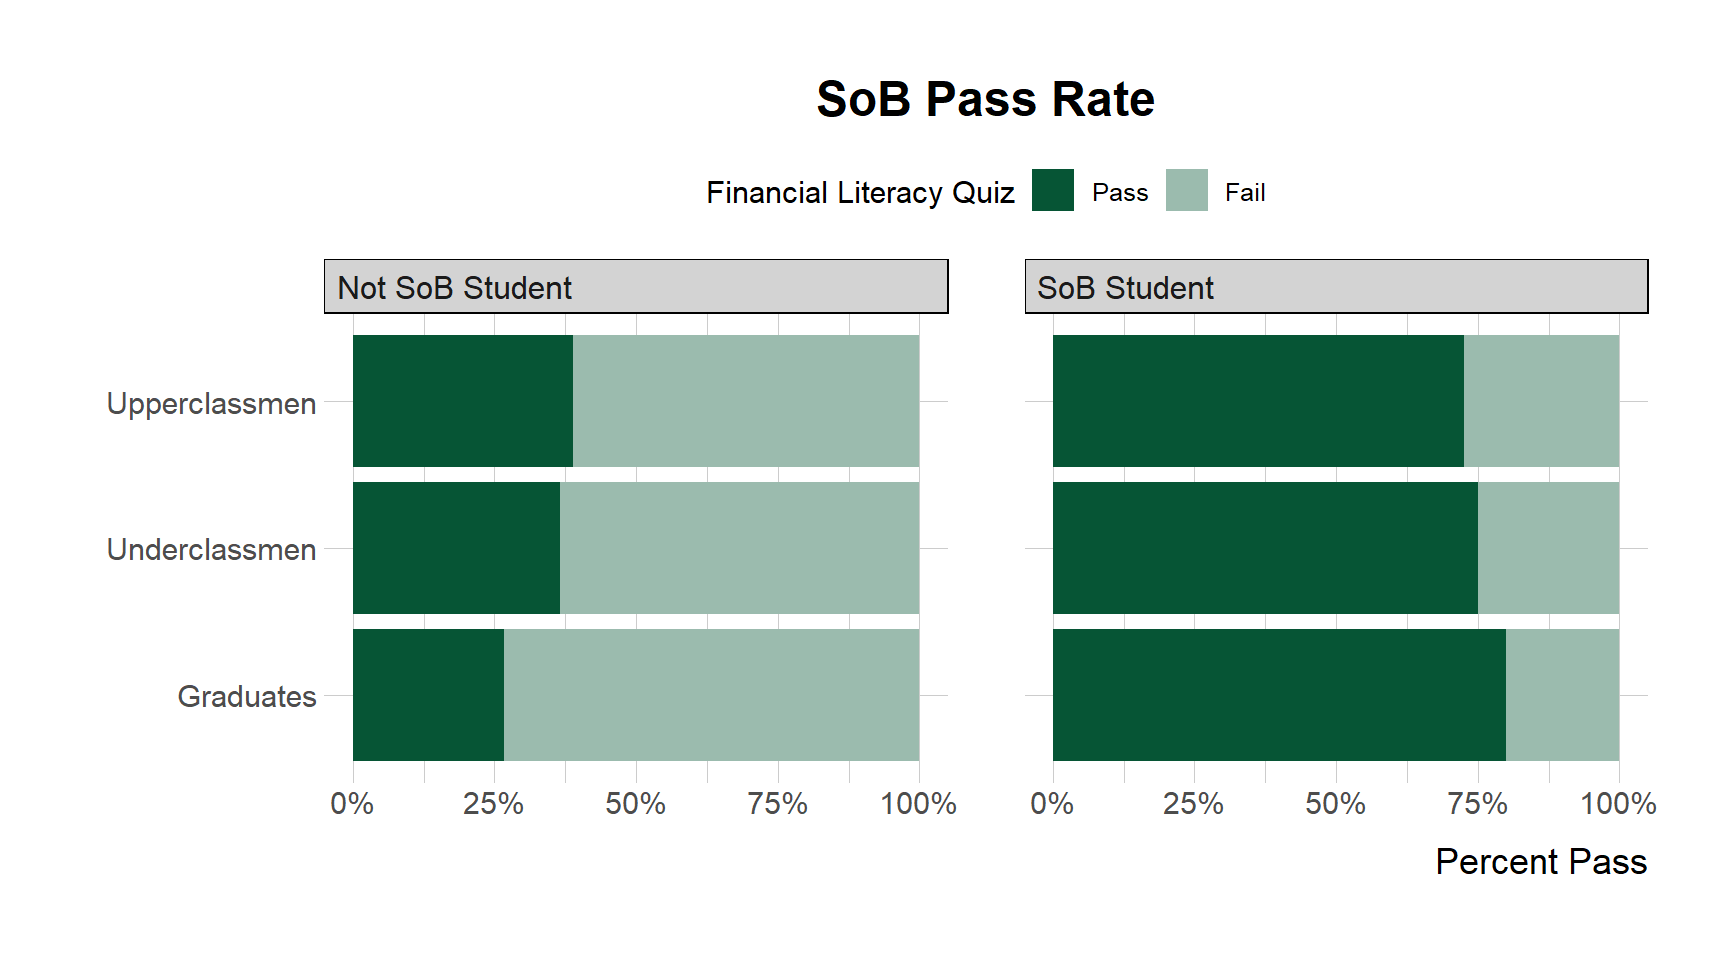 SoB Pass Rate
Financial Literacy Quiz Pass Fail
Not SoB Student SoB Student
Upperclassmen
Underclassmen
Graduates
0% 25% 50% 75% 100% 0% 25% 50% 75% 100%
Percent Pass